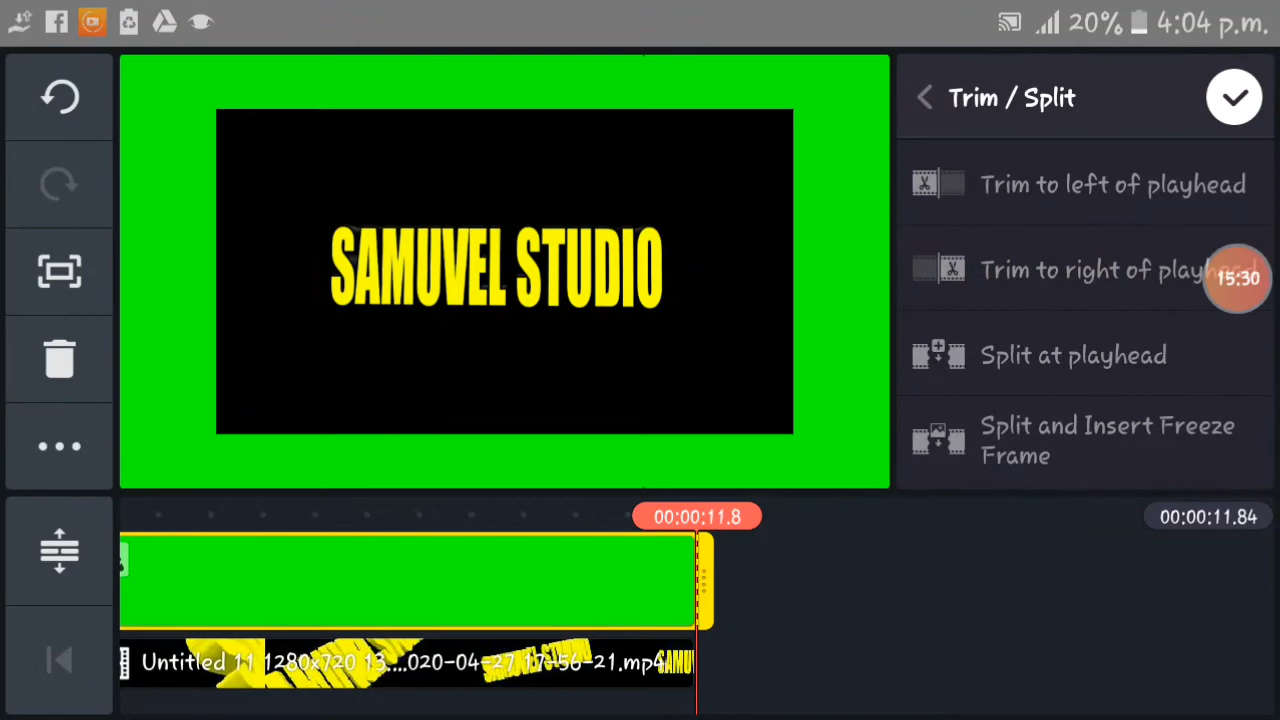 20% 4:04 p.m.
Trim / Split
SAMUVEL STUDIO
Trim to left of playhead
Trim to right of playh
15:30
Split at playhead
Split and Insert Freeze
Frame
00:00:11.8
00:00:11.84
Untitled 11 1280x720 13....020-04-27 17-56-21.mp4